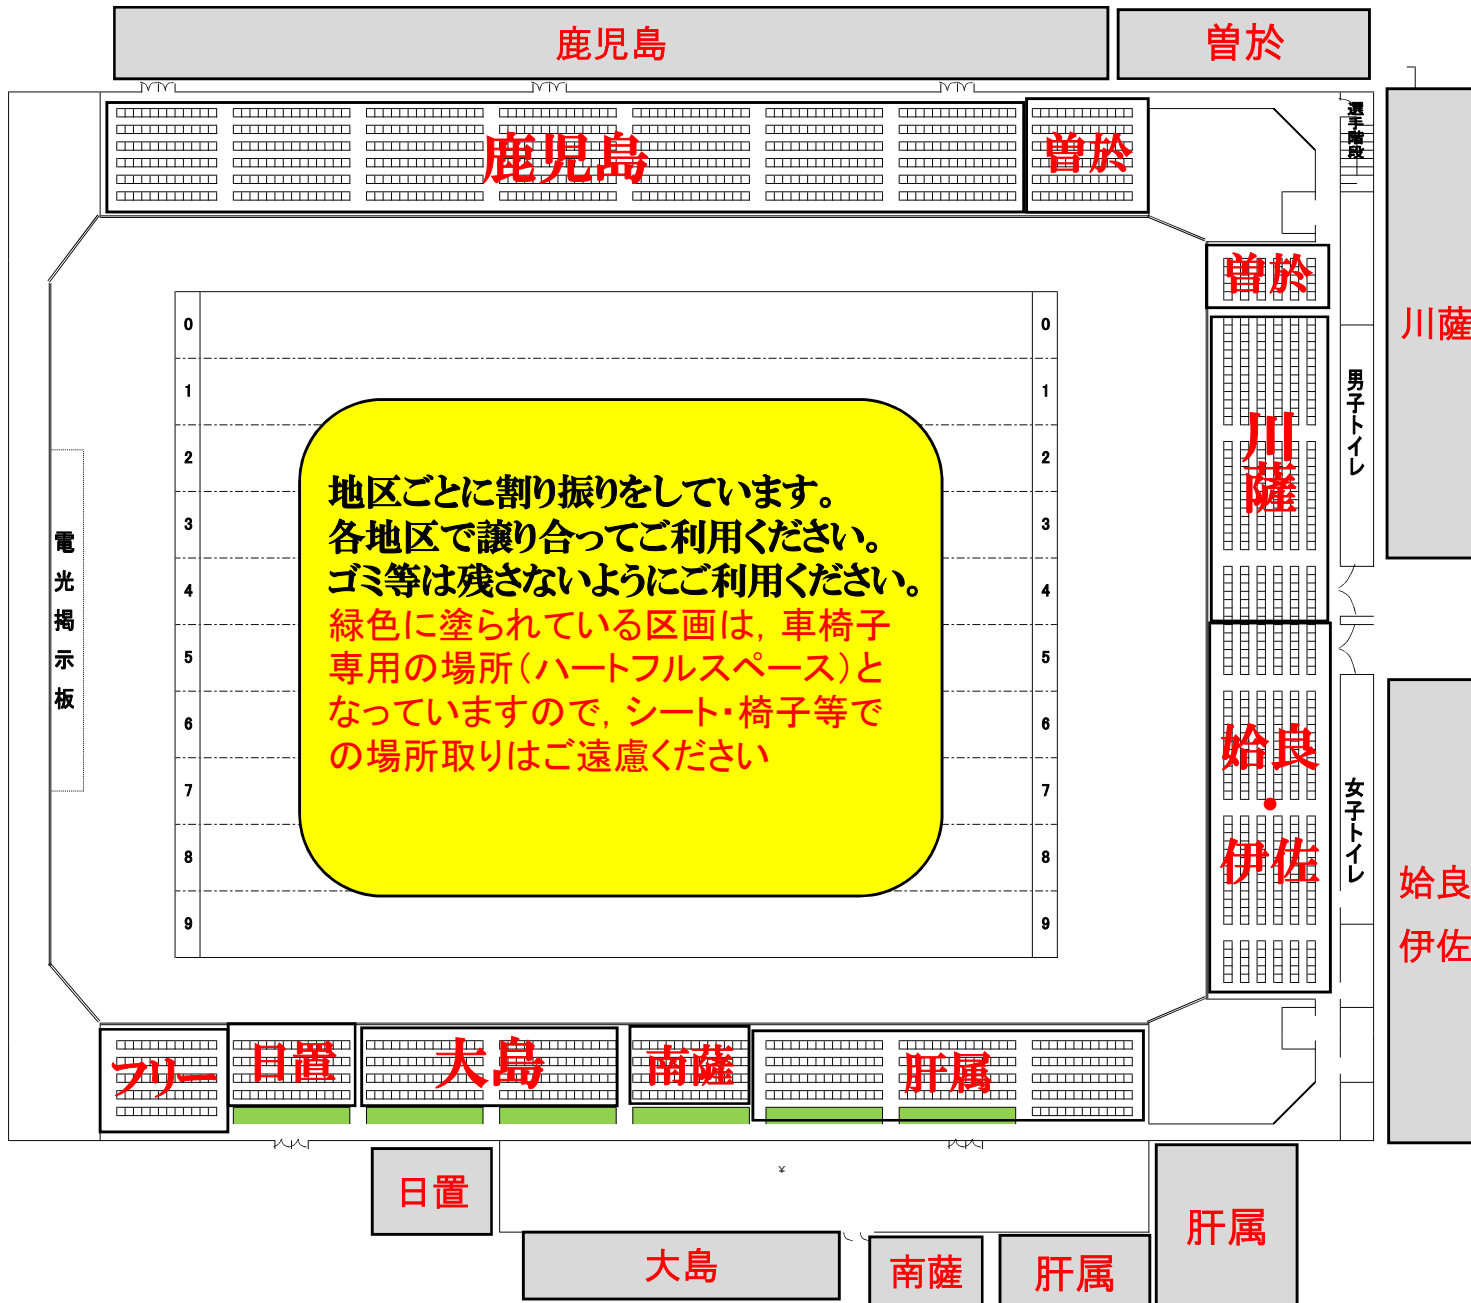 鹿児島
曽於
鹿児島
曽於
選手階段
曽於
川薩
川薩
男子トイレ
0
0
1
1
2
2
3
3
4
4
5
5
6
6
7
7
8
8
9
9
電光掲示板
地区ごとに割り振りをしています。
各地区で譲り合ってご利用ください。
ゴミ等は残さないようにご利用ください。
緑色に塗られている区画は，車椅子
専用の場所（ハートフルスペース）と
なっていますので，シート・椅子等で
の場所取りはご遠慮ください
姶良・伊佐
女子トイレ
姶良
伊佐
フリー
日置
大島
南薩
肝属
日置
¥
大島
南薩
肝属
肝属